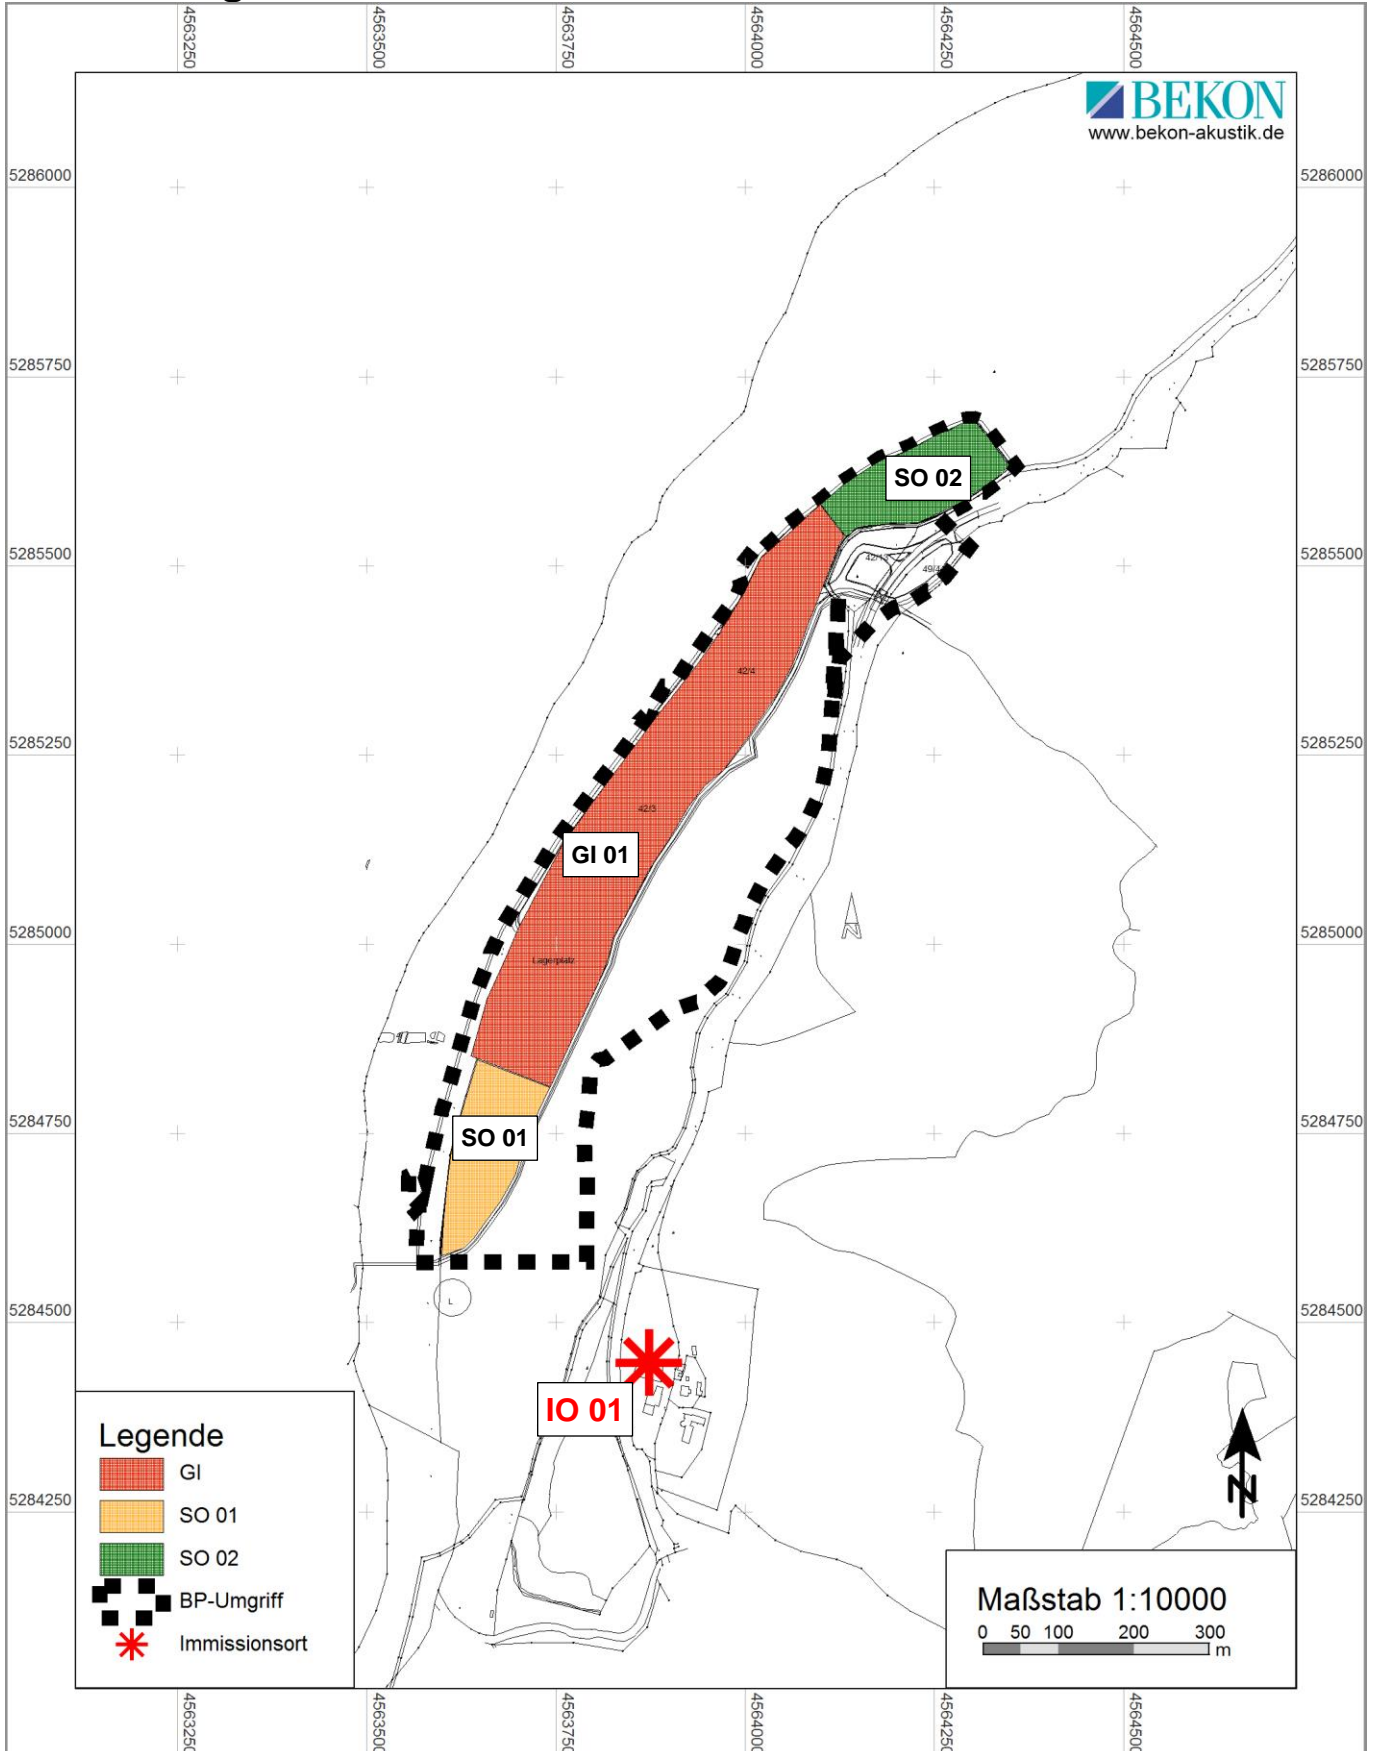 4563250
4563500
4563750
4564000
4564250
4564500
BEKON
www.bekon-akustik.de
5286000
5286000
5285750
5285750
SO 02
5285500
5285500
42/4
5285250
5285250
42/3
GI 01
5285000
5285000
N
Lagerplatz
5284750
5284750
SO 01
L
5284500
5284500
IO 01
Legende
GI
SO 01
SO 02
BP-Umgriff
Immissionsort
5284250
5284250
N
Maßstab 1:10000
0 50 100 200 300
m
4563250
4563500
4563750
4564000
4564250
4564500